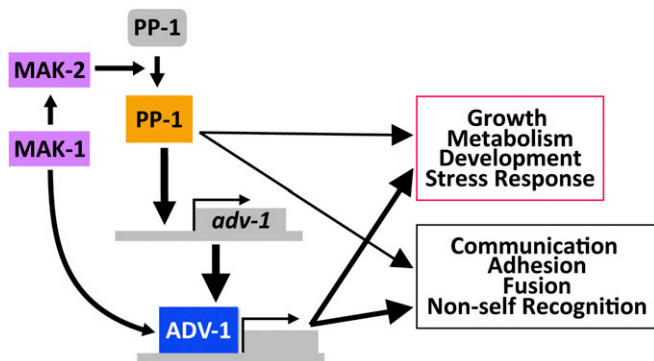 PP-1
MAK-2
PP-1
MAK-1
Growth
Metabolism
Development
Stress Response
adv-1
Communication
Adhesion
Fusion
Non-self Recognition
ADV-1